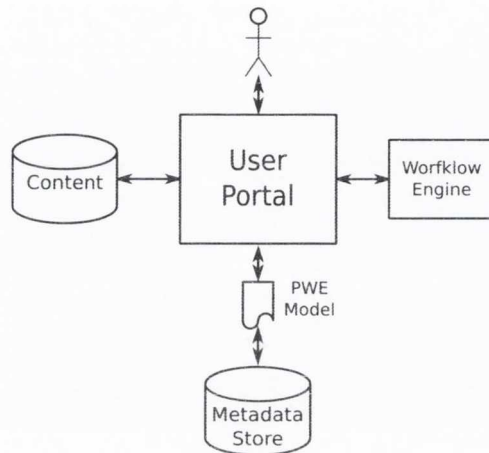 User
Portal
Content
Worfklow
Engine
PWE
Model
Metadata
Store